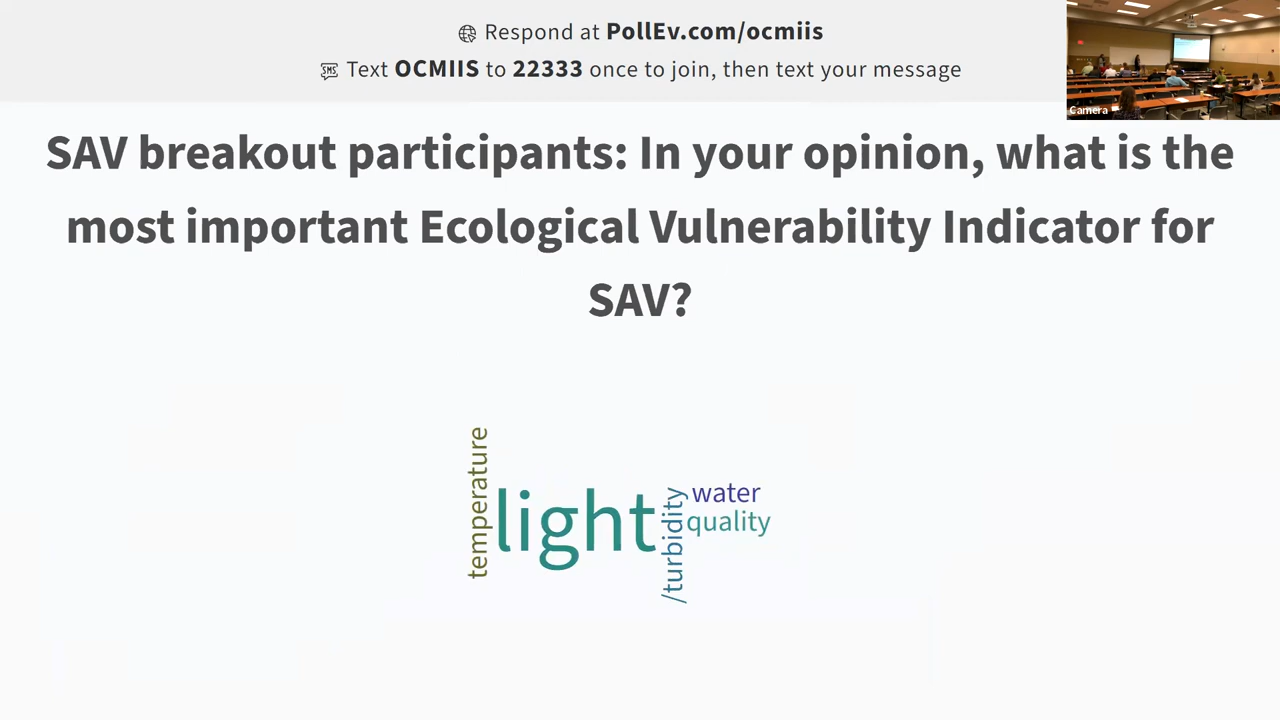 Respond at PollEv.com/ocmiis
SMS Text OCMIIS to 22333 once to join, then text your message
Camera
SAV breakout participants: In your opinion, what is the
most important Ecological Vulnerability Indicator for
SAV?
temperature
light
/turbidity
water
quality